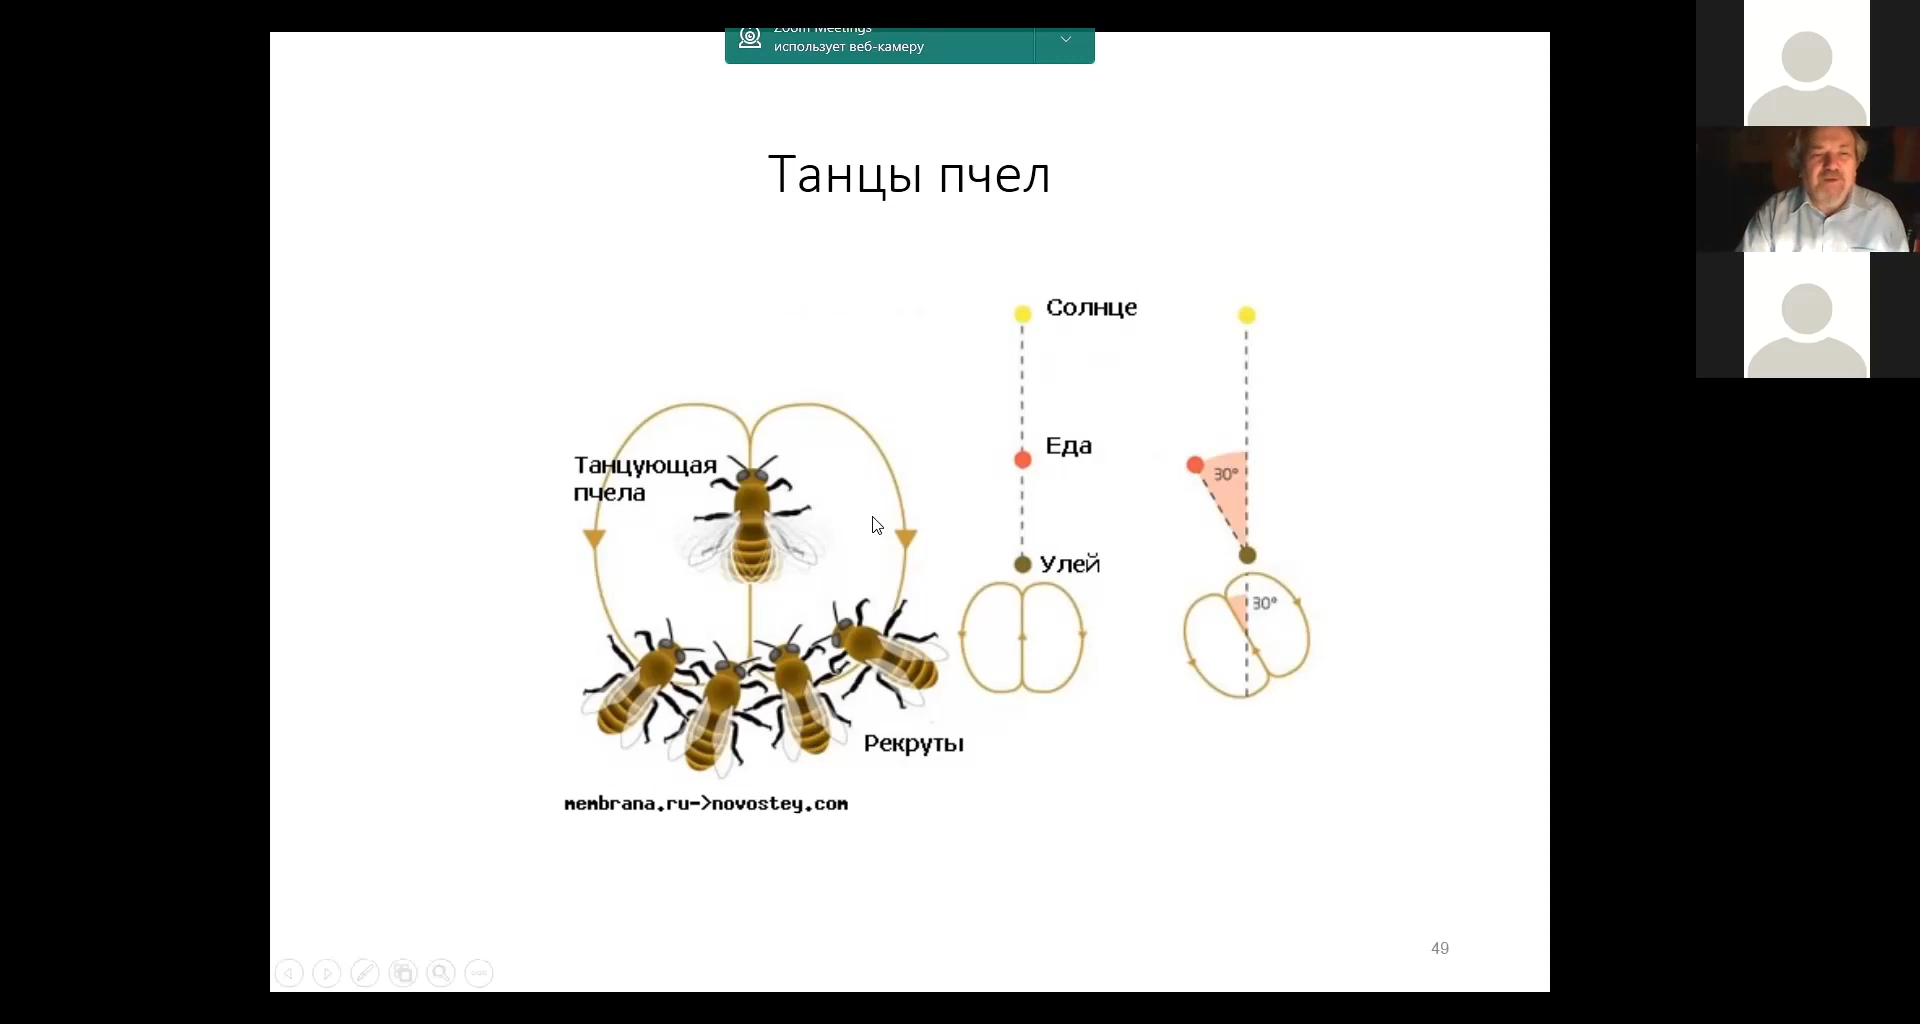 Zoom Meetings
использует веб-камеру
Танцы пчел
Солнце
Еда
Танцующая
пчела
30°
Улей
30°
Рекруты
membrana.ru->novostey.com
49